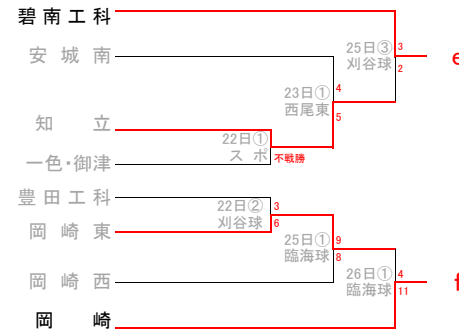 碧南工科
安城南
25日③ 3
刈谷球 2
e
23日① 4
西尾東 5
知立
22日①
スポ 不戦勝
一色・御津
豊田工科
22日② 3
刈谷球 6
岡崎東
25日① 9
臨海球 8
岡崎西
26日① 4
臨海球 11
f
岡崎